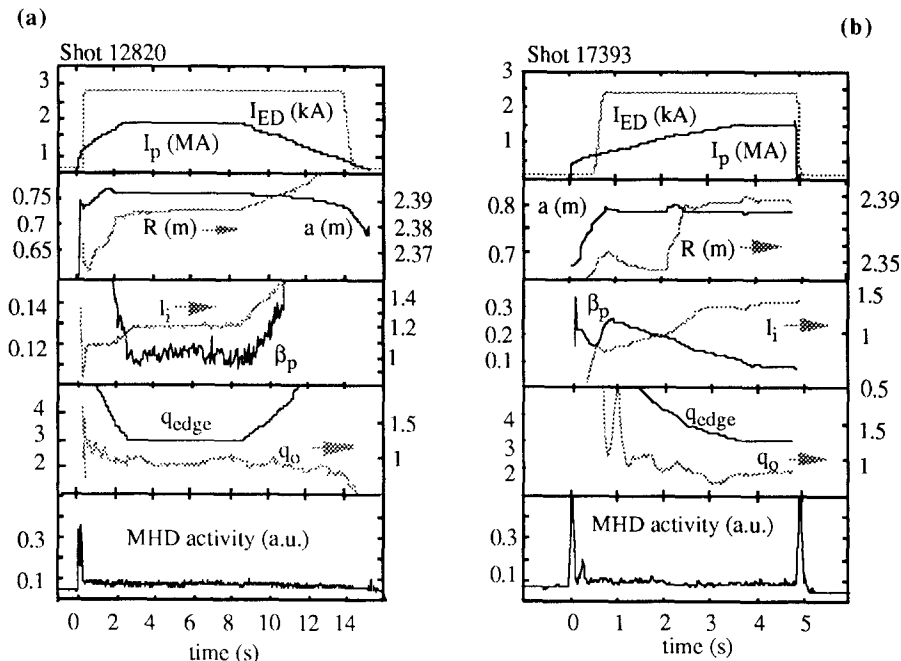 (a)
Shot 12820
3
2
1
I_ED (kA)
I_p (MA)
0.75
0.7
0.65
R (m)
a (m)
2.39
2.38
2.37
0.14
0.12
l_i
β_p
1.4
1.2
1
4
3
2
q_edge
q_o
1.5
1
0.3
0.1
MHD activity (a.u.)
0 2 4 6 8 10 12 14
time (s)
(b)
Shot 17393
3
2
1
0
I_ED (kA)
I_p (MA)
0.8
0.7
a (m)
R (m)
2.39
2.35
0.3
0.2
0.1
β_p
l_i
1.5
1
0.5
4
3
2
q_edge
q_o
1.5
1
0.3
0.1
MHD activity (a.u.)
0 1 2 3 4 5
time (s)